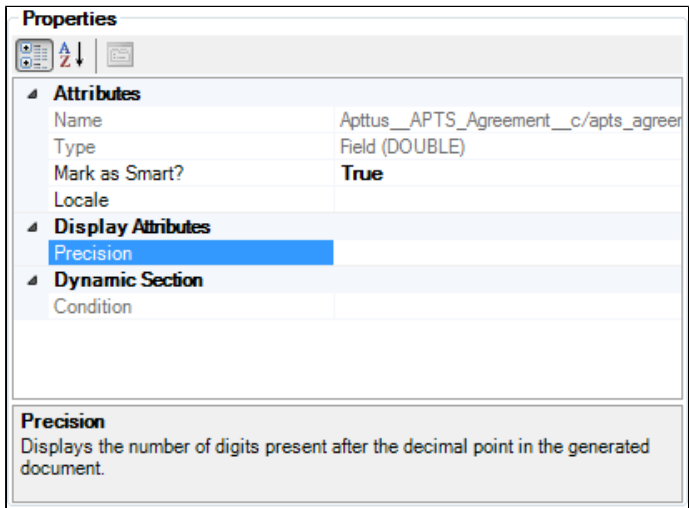 Properties
A
Z
Attributes
Name Apttus__APTS_Agreement__c/apts_agreer
Type Field (DOUBLE)
Mark as Smart? True
Locale
Display Attributes
Precision
Dynamic Section
Condition
Precision
Displays the number of digits present after the decimal point in the generated
document.